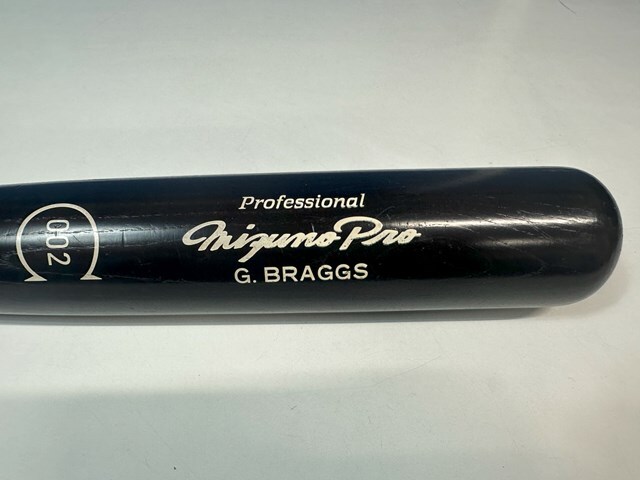 002
Professional
Mizuno Pro
G. BRAGGS